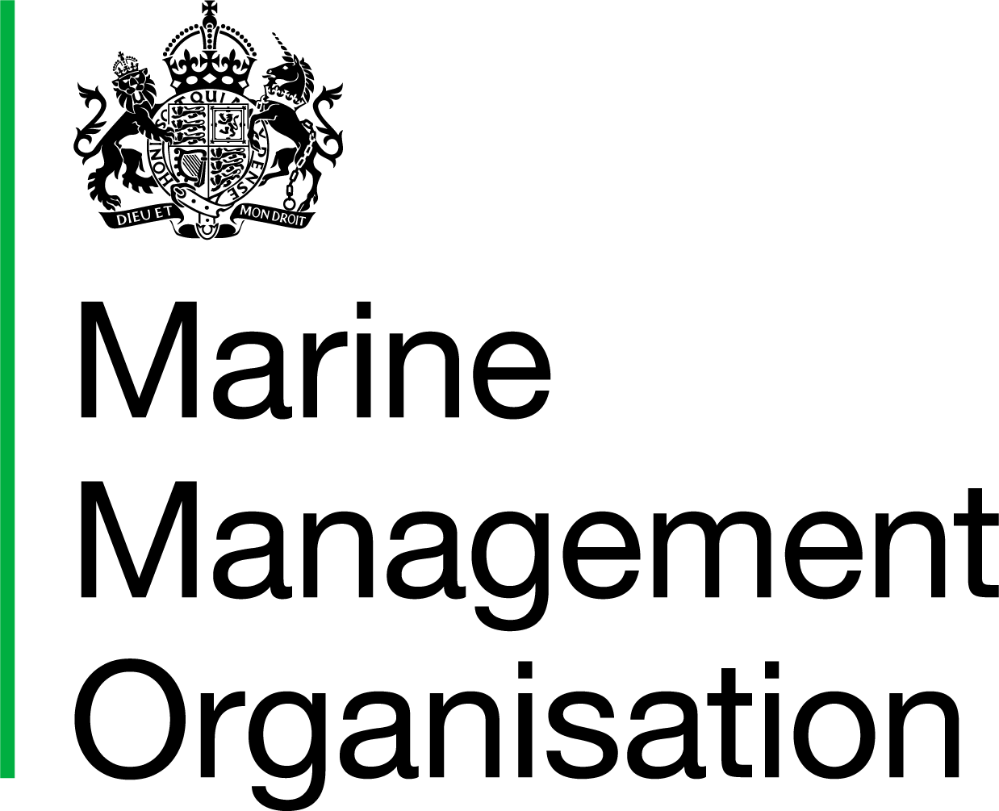 HONI SOIT QUI MAL Y PENSE
DIEU ET MON DROIT
Marine
Management
Organisation